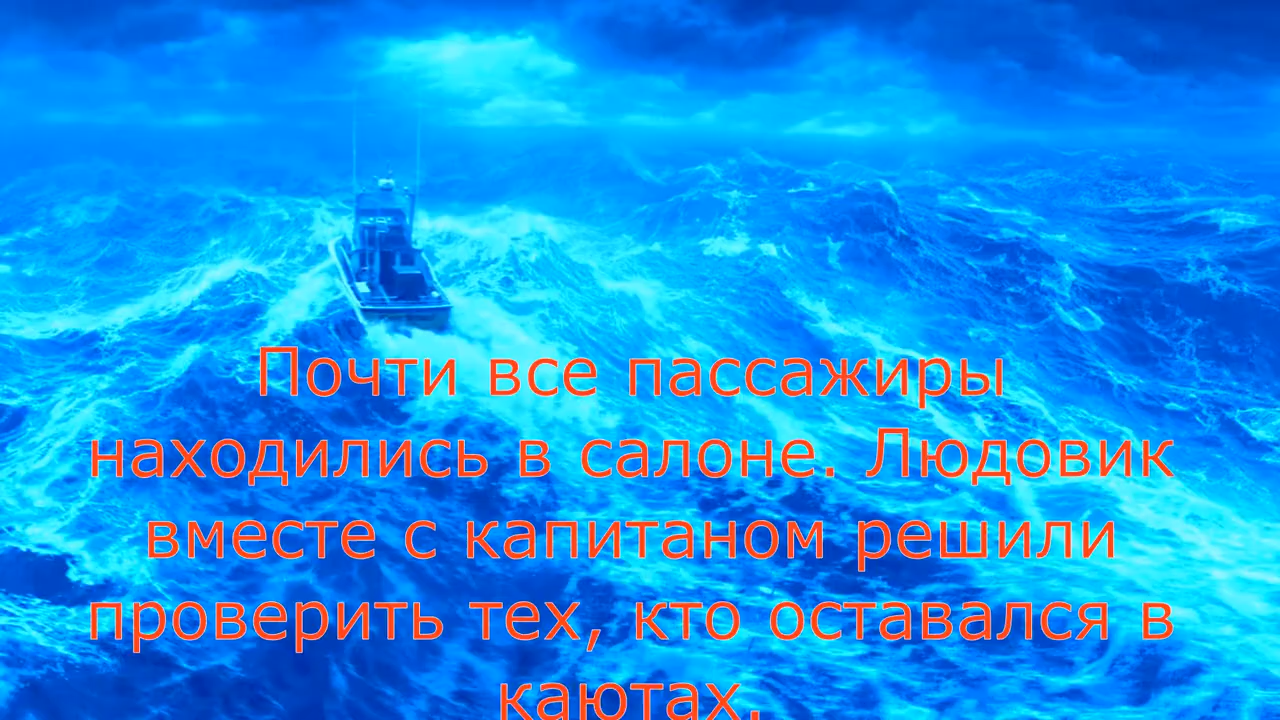 Почти все пассажиры
находились в салоне. Людовик
вместе с капитаном решили
проверить тех, кто оставался в
каютах.